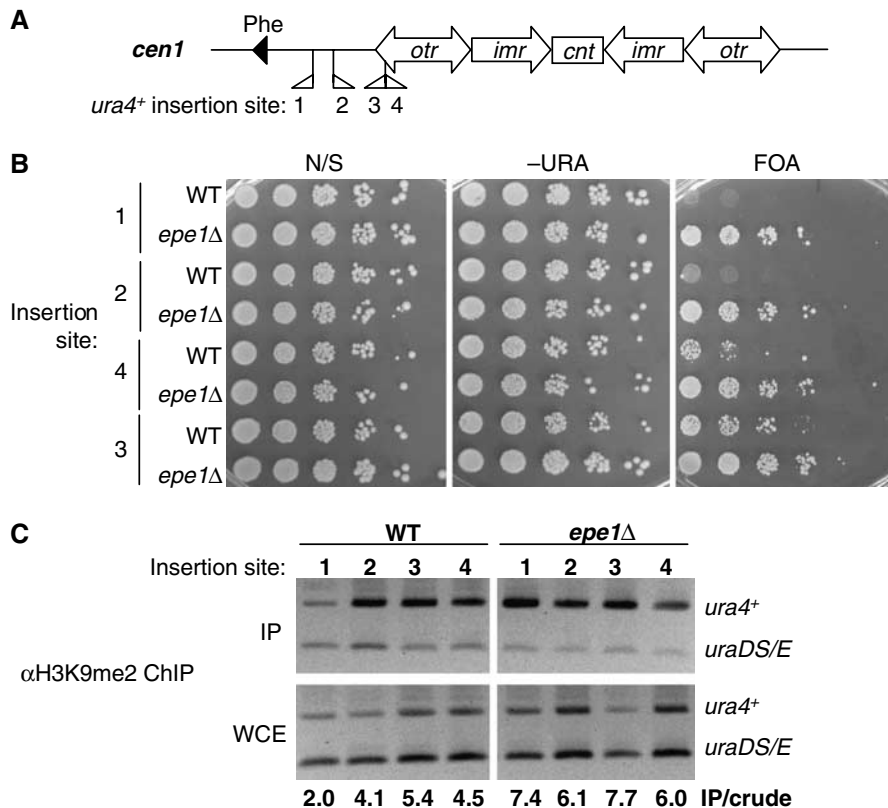 A
Phe
cen1
otr imr cnt imr otr
ura4+ insertion site: 1 2 3 4
B
N/S –URA FOA
Insertion site:
1 WT
epe1Δ
2 WT
epe1Δ
4 WT
epe1Δ
3 WT
epe1Δ
C
WT epe1Δ
Insertion site: 1 2 3 4 1 2 3 4
αH3K9me2 ChIP
IP ura4+
uraDS/E
WCE ura4+
uraDS/E
2.0 4.1 5.4 4.5 7.4 6.1 7.7 6.0 IP/crude